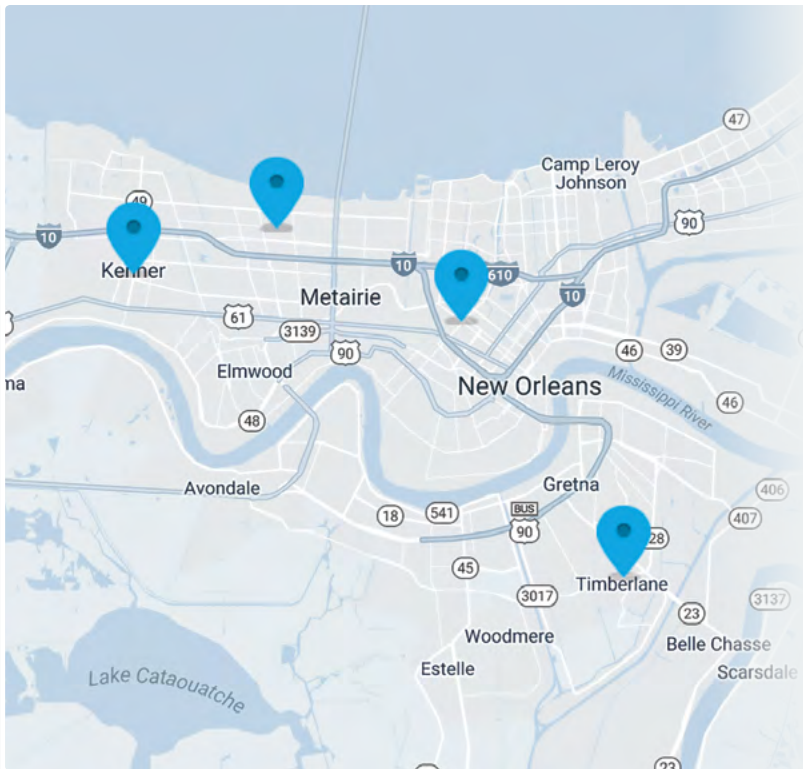 47
Camp Leroy
Johnson
49
90
10
Kenner
10
610
10
Metairie
61
3139
90
46
39
Elmwood
ma
New Orleans
Mississippi River
46
48
Avondale
Gretna
406
18
541
BUS
90
407
28
45
Timberlane
3017
3137
23
Woodmere
Belle Chasse
Estelle
Scarsdale
Lake Cataouatche
23